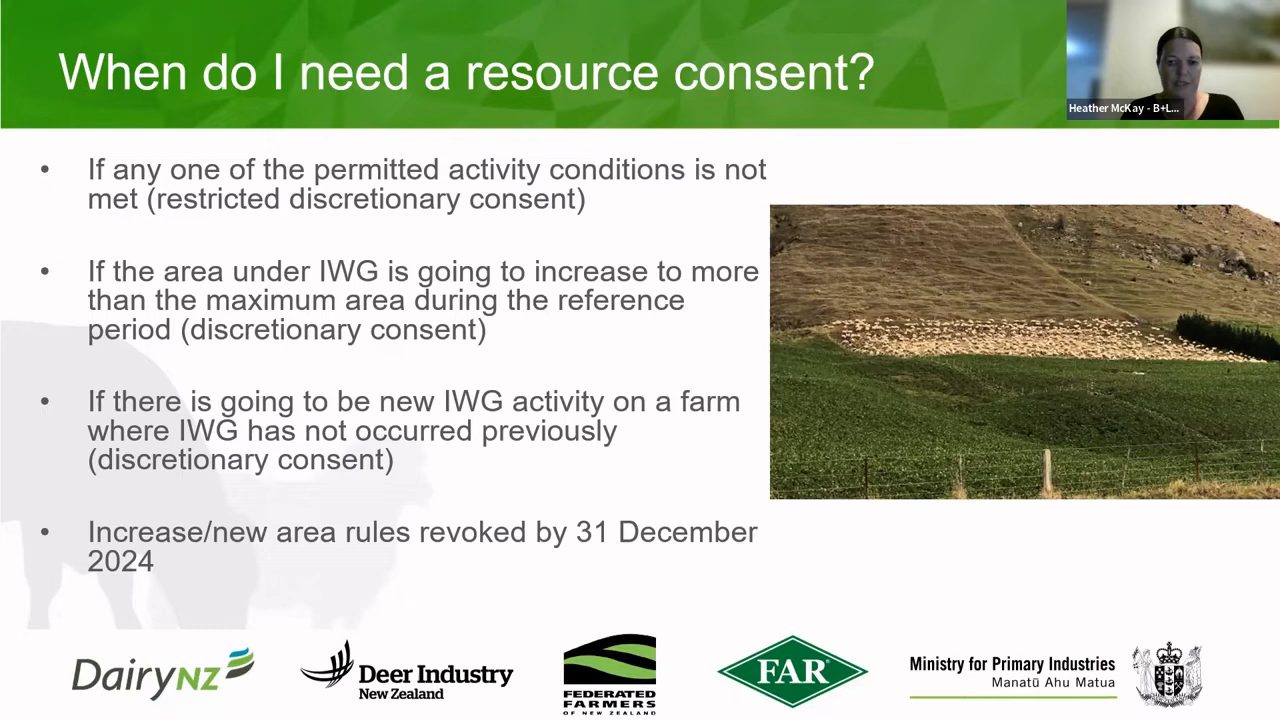 When do I need a resource consent?
Heather McKay - B+L...
• If any one of the permitted activity conditions is not
met (restricted discretionary consent)
• If the area under IWG is going to increase to more
than the maximum area during the reference
period (discretionary consent)
• If there is going to be new IWG activity on a farm
where IWG has not occurred previously
(discretionary consent)
• Increase/new area rules revoked by 31 December
2024
DairyNZ
Deer Industry
New Zealand
FEDERATED
FARMERS
OF NEW ZEALAND
FAR®
Ministry for Primary Industries
Manatū Ahu Matua